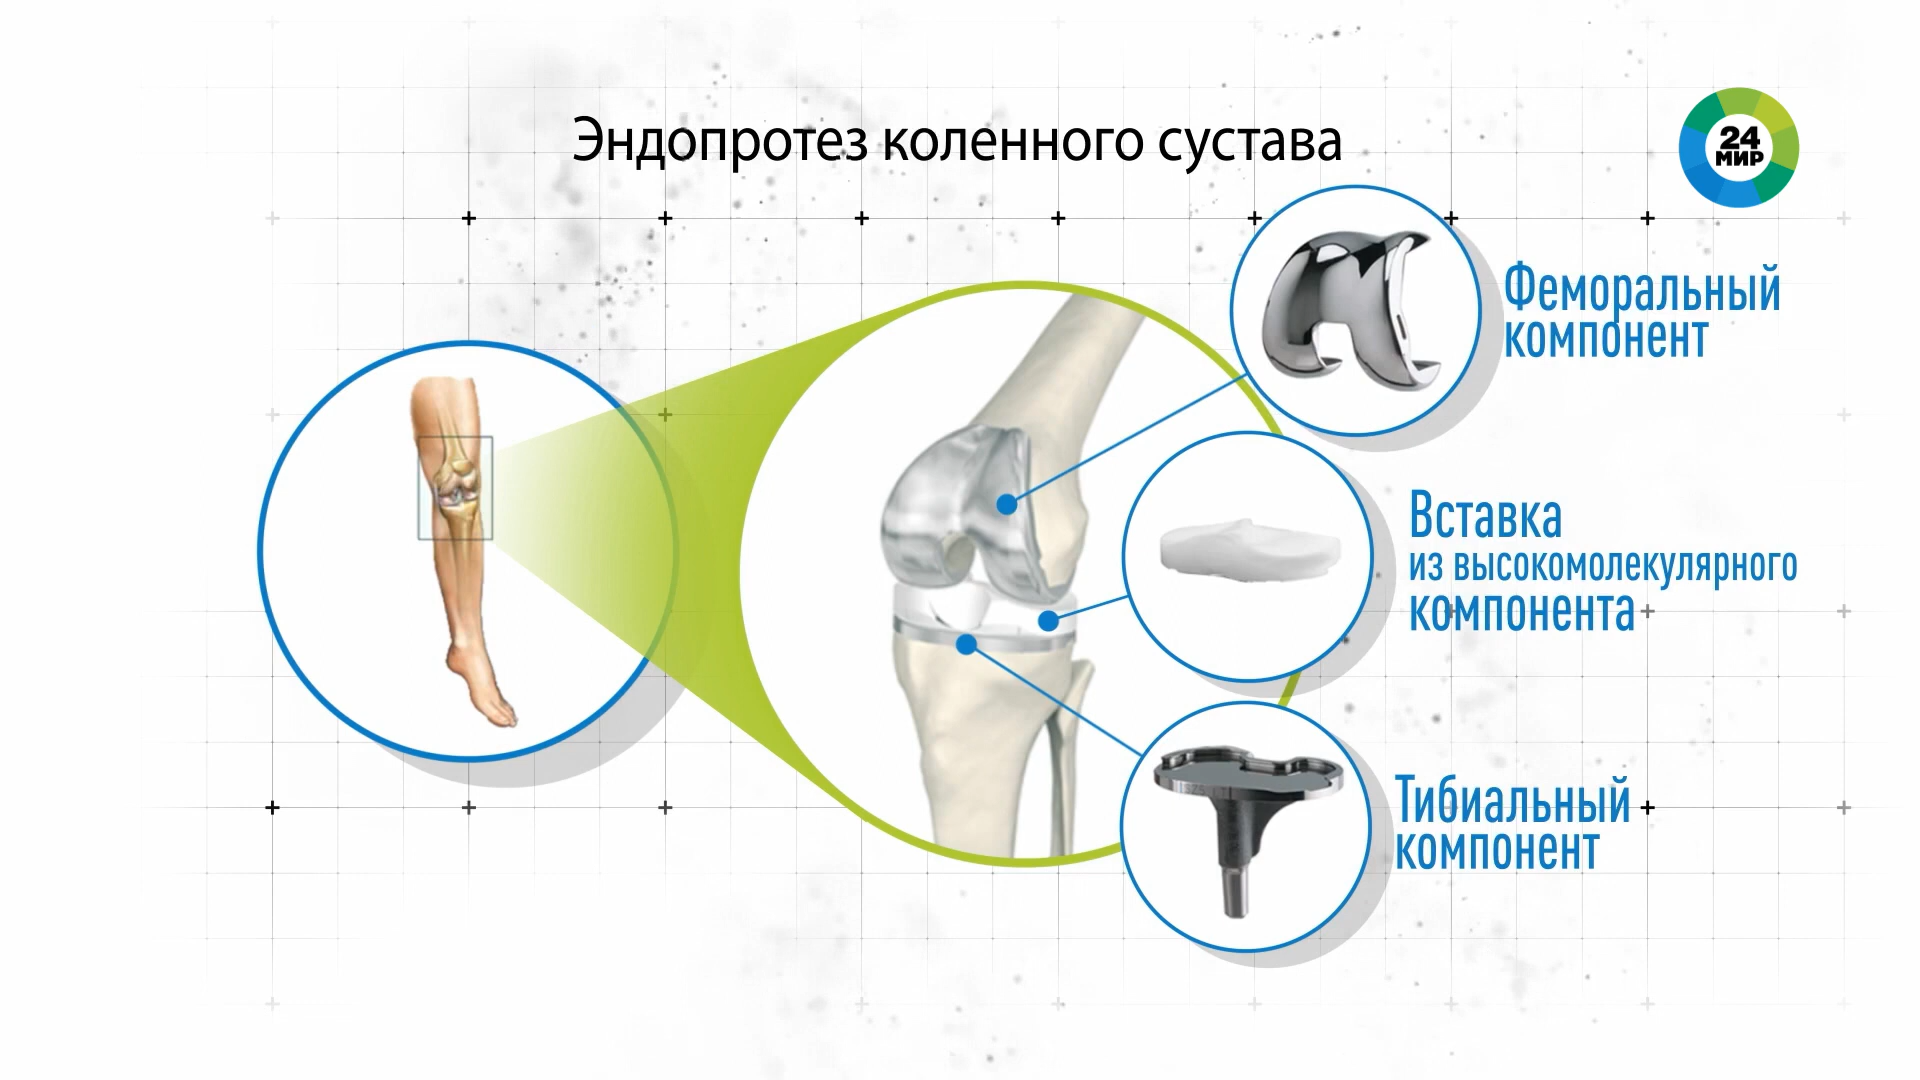 Эндопротез коленного сустава
24
МИР
Феморальный
компонент
Вставка
из высокомолекулярного
компонента
Тибиальный
компонент